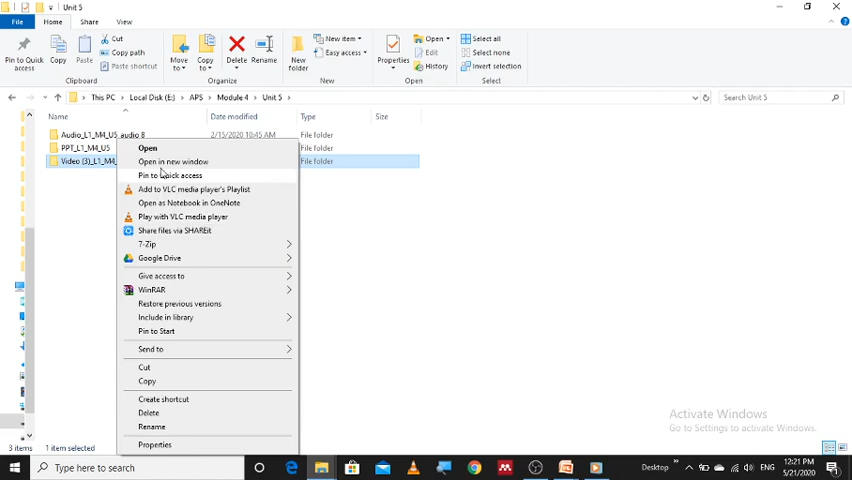 Unit 5
File Home Share View
Pin to Quick access
Copy
Paste
Cut
Copy path
Paste shortcut
Clipboard
Move to
Copy to
Delete
Rename
Organize
New folder
New item
Easy access
New
Properties
Open
Edit
History
Open
Select all
Select none
Invert selection
Select
This PC › Local Disk (E:) › APS › Module 4 › Unit 5 ›
Search Unit 5
Name Date modified Type Size
Audio_L1_M4_U5_audio 8 2/15/2020 10:45 AM File folder
PPT_L1_M4_U5 File folder
Video (3)_L1_M4_ File folder
Open
Open in new window
Pin to Quick access
Add to VLC media player's Playlist
Open as Notebook in OneNote
Play with VLC media player
Share files via SHAREit
7-Zip
Google Drive
Give access to
WinRAR
Restore previous versions
Include in library
Pin to Start
Send to
Cut
Copy
Create shortcut
Delete
Rename
Properties
Activate Windows
Go to Settings to activate Windows.
3 items 1 item selected
Type here to search
Desktop
ENG
12:21 PM
5/21/2020